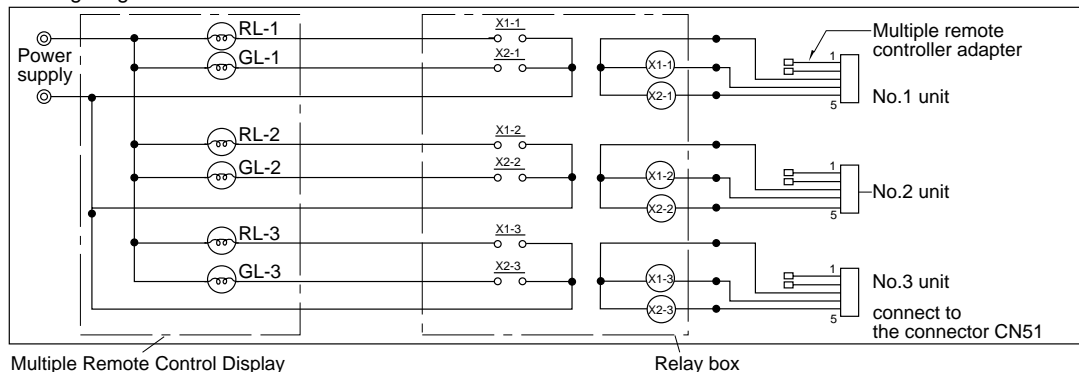 Power
supply
RL-1
GL-1
X1-1
X2-1
X1-1
X2-1
1
5
Multiple remote
controller adapter
No.1 unit
RL-2
GL-2
X1-2
X2-2
X1-2
X2-2
1
5
No.2 unit
RL-3
GL-3
X1-3
X2-3
X1-3
X2-3
1
5
No.3 unit
connect to
the connector CN51
Multiple Remote Control Display
Relay box